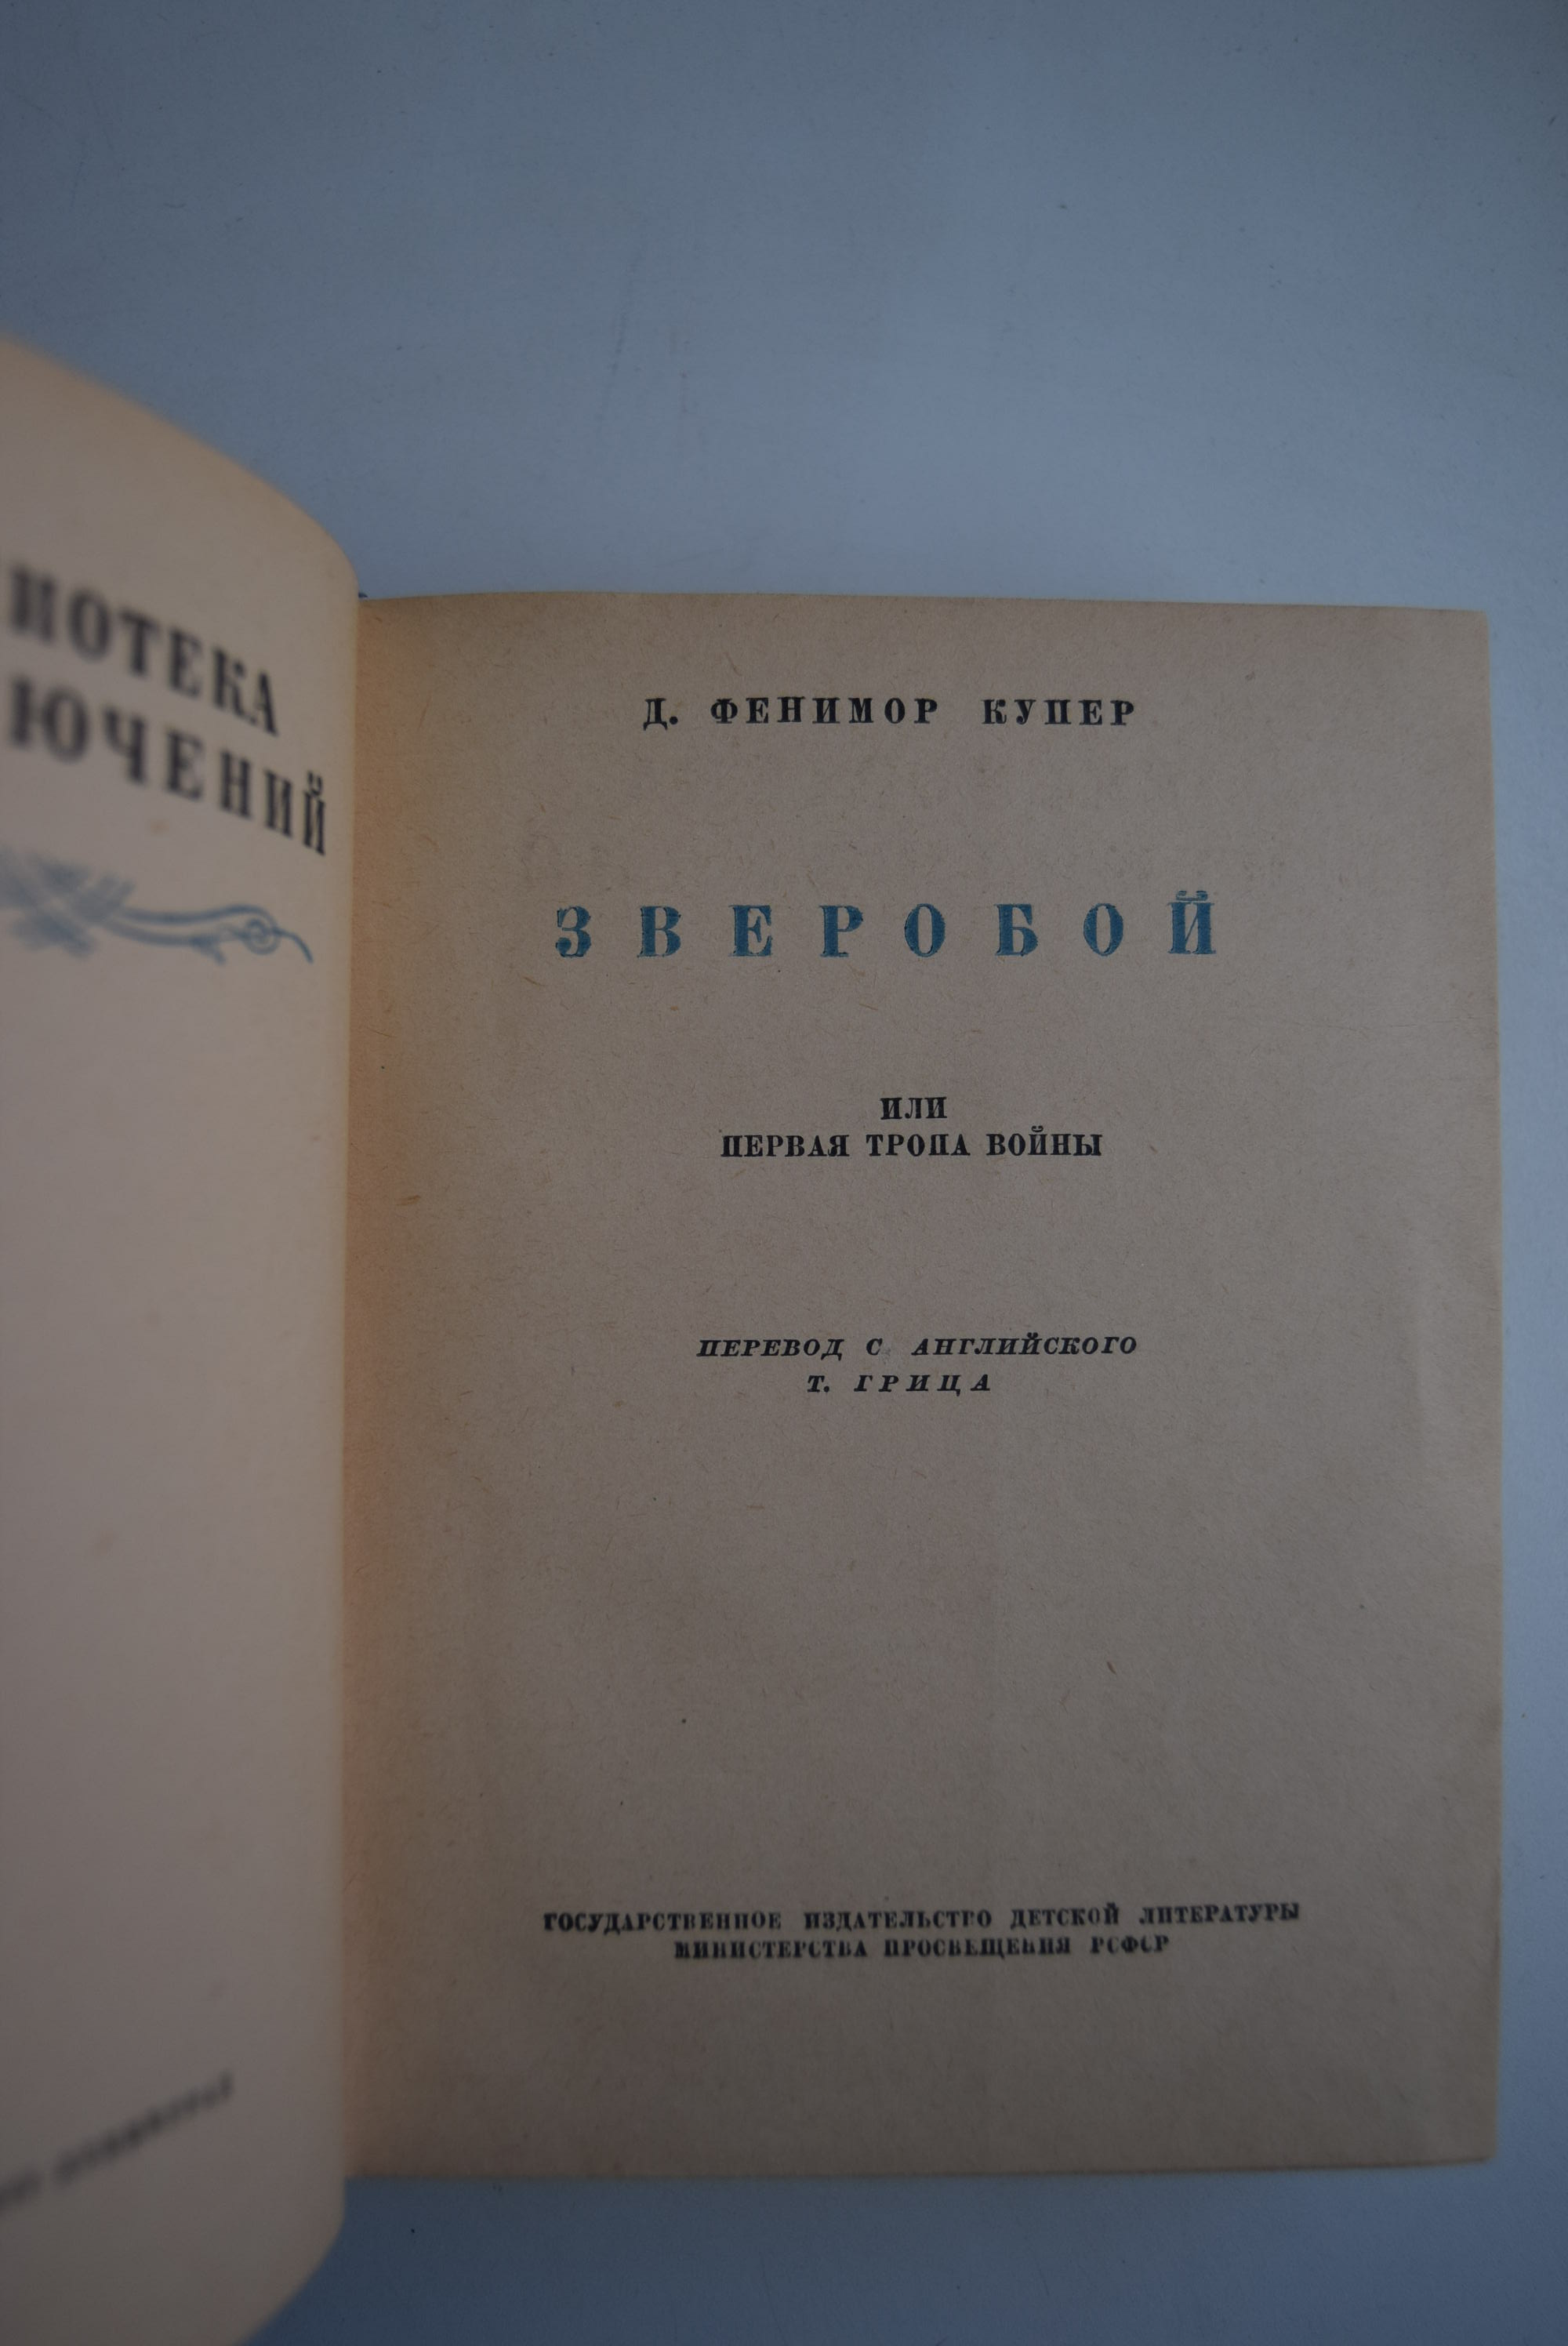 ИОТЕКА
ЮЧЕНИЙ
Д. ФЕНИМОР КУПЕР
ЗВЕРОБОЙ
ИЛИ
ПЕРВАЯ ТРОПА ВОЙНЫ
ПЕРЕВОД С АНГЛИЙСКОГО
Т. ГРИЦА
ГОСУДАРСТВЕННОЕ ИЗДАТЕЛЬСТВО ДЕТСКОЙ ЛИТЕРАТУРЫ
МИНИСТЕРСТВА ПРОСВЕЩЕНИЯ РСФСР